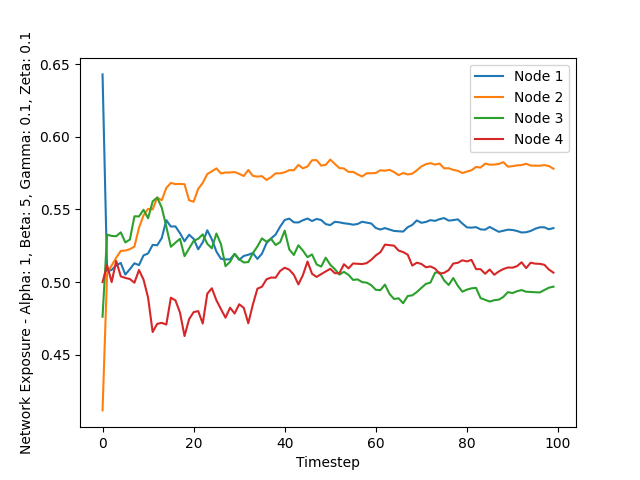 Network Exposure - Alpha: 1, Beta: 5, Gamma: 0.1, Zeta: 0.1
0.65
0.60
0.55
0.50
0.45
Node 1
Node 2
Node 3
Node 4
0 20 40 60 80 100
Timestep